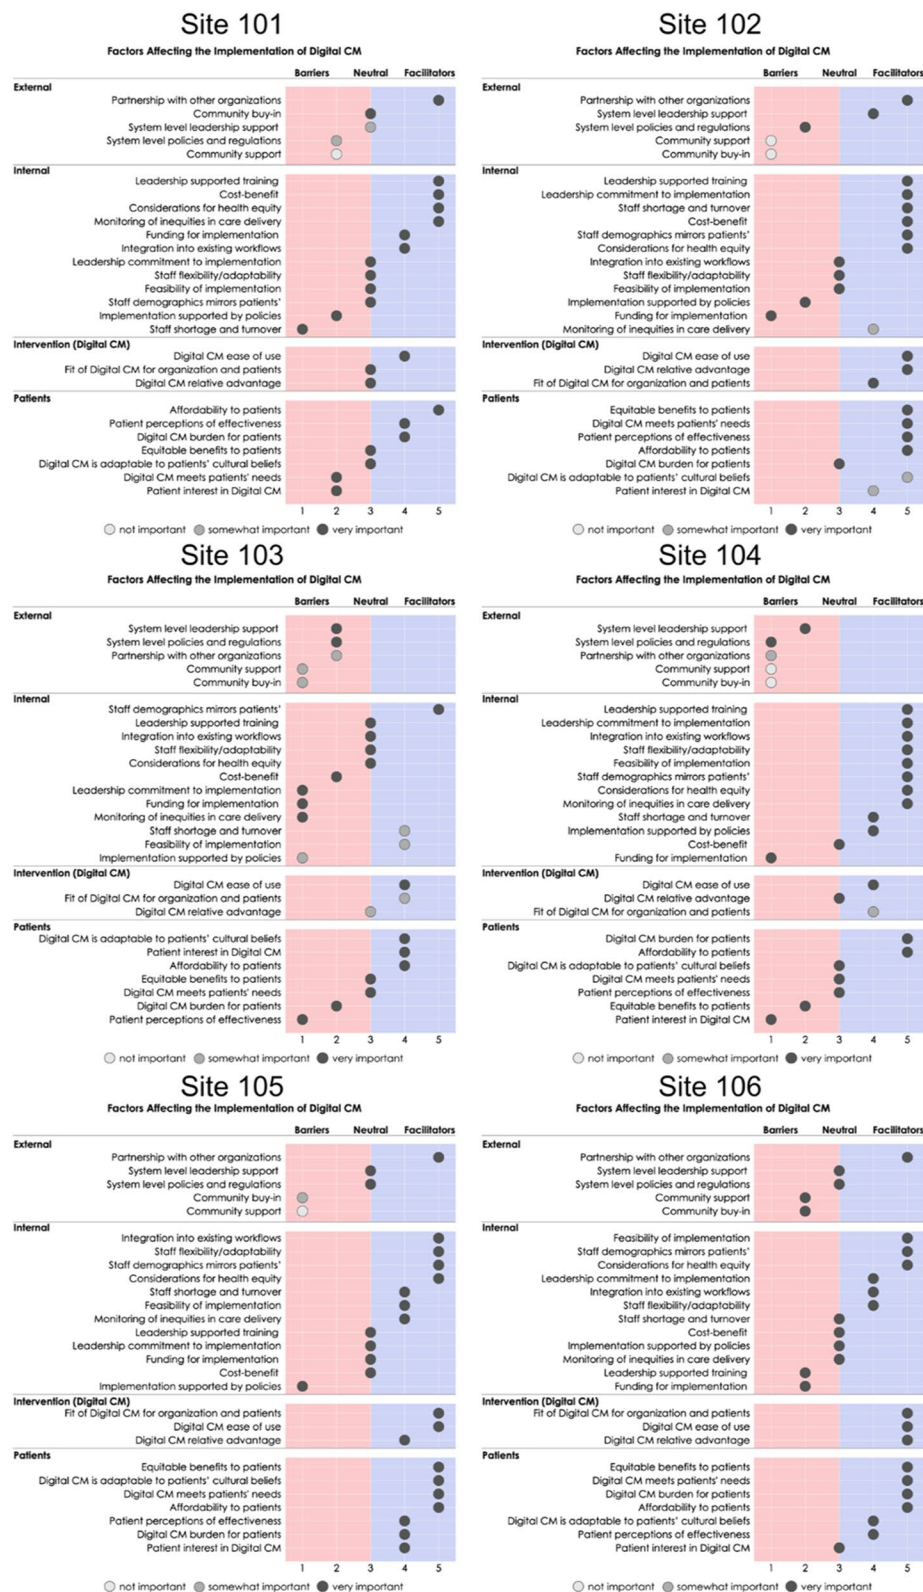 Site 101
Factors Affecting the Implementation of Digital CM
Barriers Neutral Facilitators
External
Partnership with other organizations
Community buy-in
System level leadership support
System level policies and regulations
Community support
Internal
Leadership supported training
Cost-benefit
Considerations for health equity
Monitoring of inequities in care delivery
Funding for implementation
Integration into existing workflows
Leadership commitment to implementation
Staff flexibility/adaptability
Feasibility of implementation
Staff demographics mirrors patients'
Implementation supported by policies
Staff shortage and turnover
Intervention (Digital CM)
Digital CM ease of use
Fit of Digital CM for organization and patients
Digital CM relative advantage
Patients
Affordability to patients
Patient perceptions of effectiveness
Digital CM burden for patients
Equitable benefits to patients
Digital CM is adaptable to patients' cultural beliefs
Digital CM meets patients' needs
Patient interest in Digital CM
1 2 3 4 5
not important somewhat important very important
Site 102
Factors Affecting the Implementation of Digital CM
Barriers Neutral Facilitators
External
Partnership with other organizations
System level leadership support
System level policies and regulations
Community support
Community buy-in
Internal
Leadership supported training
Leadership commitment to implementation
Staff shortage and turnover
Cost-benefit
Staff demographics mirrors patients'
Considerations for health equity
Integration into existing workflows
Staff flexibility/adaptability
Feasibility of implementation
Implementation supported by policies
Funding for implementation
Monitoring of inequities in care delivery
Intervention (Digital CM)
Digital CM ease of use
Digital CM relative advantage
Fit of Digital CM for organization and patients
Patients
Equitable benefits to patients
Digital CM meets patients' needs
Patient perceptions of effectiveness
Affordability to patients
Digital CM burden for patients
Digital CM is adaptable to patients' cultural beliefs
Patient interest in Digital CM
1 2 3 4 5
not important somewhat important very important
Site 103
Factors Affecting the Implementation of Digital CM
Barriers Neutral Facilitators
External
System level leadership support
System level policies and regulations
Partnership with other organizations
Community support
Community buy-in
Internal
Staff demographics mirrors patients'
Leadership supported training
Integration into existing workflows
Staff flexibility/adaptability
Considerations for health equity
Cost-benefit
Leadership commitment to implementation
Funding for implementation
Monitoring of inequities in care delivery
Staff shortage and turnover
Feasibility of implementation
Implementation supported by policies
Intervention (Digital CM)
Digital CM ease of use
Fit of Digital CM for organization and patients
Digital CM relative advantage
Patients
Digital CM is adaptable to patients' cultural beliefs
Patient interest in Digital CM
Affordability to patients
Equitable benefits to patients
Digital CM meets patients' needs
Digital CM burden for patients
Patient perceptions of effectiveness
1 2 3 4 5
not important somewhat important very important
Site 104
Factors Affecting the Implementation of Digital CM
Barriers Neutral Facilitators
External
System level leadership support
System level policies and regulations
Partnership with other organizations
Community support
Community buy-in
Internal
Leadership supported training
Leadership commitment to implementation
Integration into existing workflows
Staff flexibility/adaptability
Feasibility of implementation
Staff demographics mirrors patients'
Considerations for health equity
Monitoring of inequities in care delivery
Staff shortage and turnover
Implementation supported by policies
Cost-benefit
Funding for implementation
Intervention (Digital CM)
Digital CM ease of use
Digital CM relative advantage
Fit of Digital CM for organization and patients
Patients
Digital CM burden for patients
Affordability to patients
Digital CM is adaptable to patients' cultural beliefs
Digital CM meets patients' needs
Patient perceptions of effectiveness
Equitable benefits to patients
Patient interest in Digital CM
1 2 3 4 5
not important somewhat important very important
Site 105
Factors Affecting the Implementation of Digital CM
Barriers Neutral Facilitators
External
Partnership with other organizations
System level leadership support
System level policies and regulations
Community buy-in
Community support
Internal
Integration into existing workflows
Staff flexibility/adaptability
Staff demographics mirrors patients'
Considerations for health equity
Staff shortage and turnover
Feasibility of implementation
Monitoring of inequities in care delivery
Leadership supported training
Leadership commitment to implementation
Funding for implementation
Cost-benefit
Implementation supported by policies
Intervention (Digital CM)
Fit of Digital CM for organization and patients
Digital CM ease of use
Digital CM relative advantage
Patients
Equitable benefits to patients
Digital CM is adaptable to patients' cultural beliefs
Digital CM meets patients' needs
Affordability to patients
Patient perceptions of effectiveness
Digital CM burden for patients
Patient interest in Digital CM
1 2 3 4 5
not important somewhat important very important
Site 106
Factors Affecting the Implementation of Digital CM
Barriers Neutral Facilitators
External
Partnership with other organizations
System level leadership support
System level policies and regulations
Community support
Community buy-in
Internal
Feasibility of implementation
Staff demographics mirrors patients'
Considerations for health equity
Leadership commitment to implementation
Integration into existing workflows
Staff flexibility/adaptability
Staff shortage and turnover
Cost-benefit
Implementation supported by policies
Monitoring of inequities in care delivery
Leadership supported training
Funding for implementation
Intervention (Digital CM)
Fit of Digital CM for organization and patients
Digital CM ease of use
Digital CM relative advantage
Patients
Equitable benefits to patients
Digital CM meets patients' needs
Digital CM burden for patients
Affordability to patients
Digital CM is adaptable to patients' cultural beliefs
Patient perceptions of effectiveness
Patient interest in Digital CM
1 2 3 4 5
not important somewhat important very important